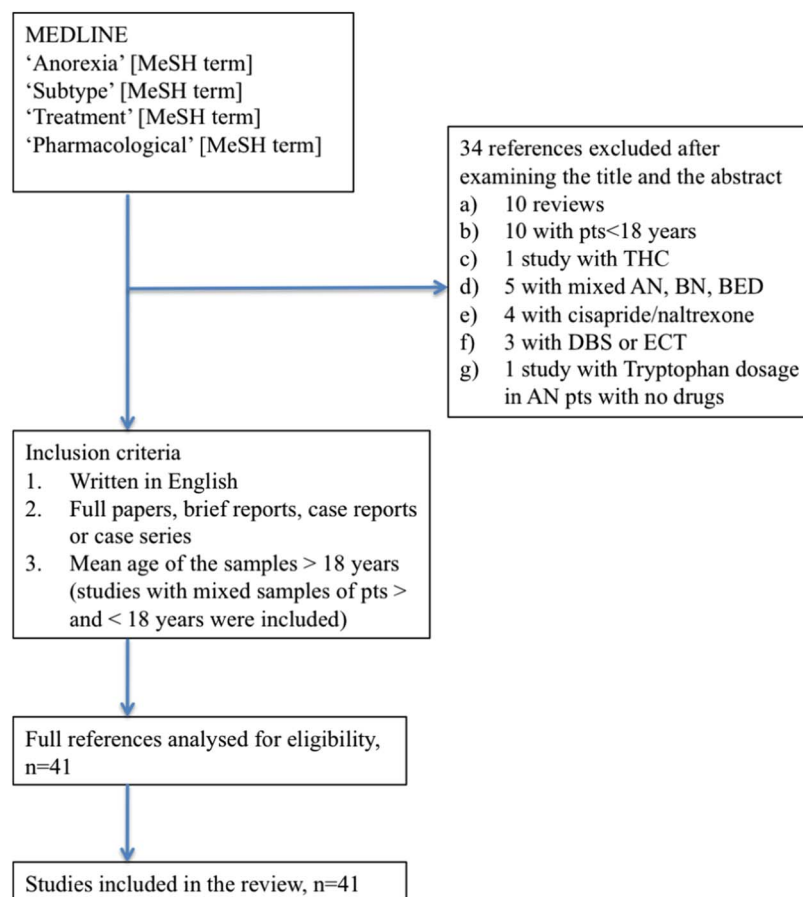 MEDLINE
‘Anorexia’ [MeSH term]
‘Subtype’ [MeSH term]
‘Treatment’ [MeSH term]
‘Pharmacological’ [MeSH term]
34 references excluded after
examining the title and the abstract
a) 10 reviews
b) 10 with pts<18 years
c) 1 study with THC
d) 5 with mixed AN, BN, BED
e) 4 with cisapride/naltrexone
f) 3 with DBS or ECT
g) 1 study with Tryptophan dosage
in AN pts with no drugs
Inclusion criteria
1. Written in English
2. Full papers, brief reports, case reports
or case series
3. Mean age of the samples > 18 years
(studies with mixed samples of pts >
and < 18 years were included)
Full references analysed for eligibility,
n=41
Studies included in the review, n=41